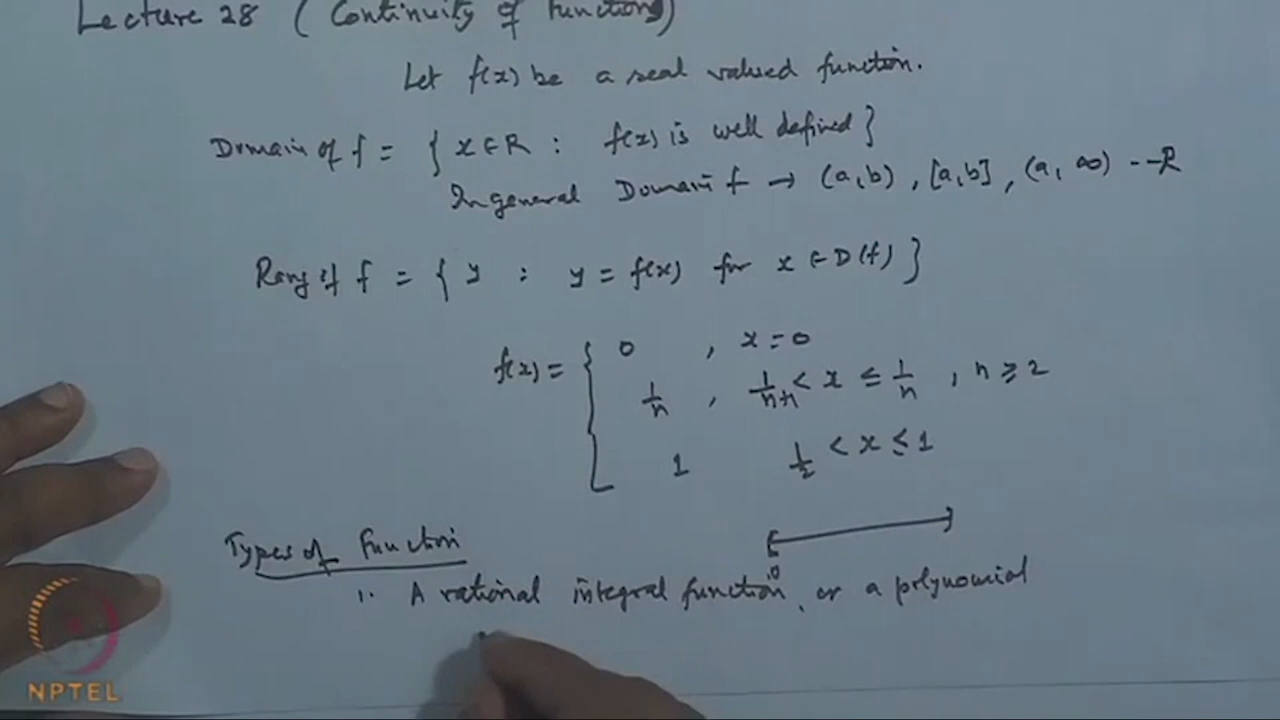 Lecture 28 ( Continuity of Functions)
Let f(x) be a real valued function.
Domain of f = { x ∈ R : f(x) is well defined }
In general Domain f → (a,b) , [a,b] , (a, ∞) --R
Rang of f = { y : y = f(x) for x ∈ D(f) }
f(x) = { 0 , x = 0
1/n , 1/n+1 < x ≤ 1/n , n ≥ 2
1 1/2 < x ≤ 1
Types of Function
0
1. A rational integral function, or a polynomial
NPTEL